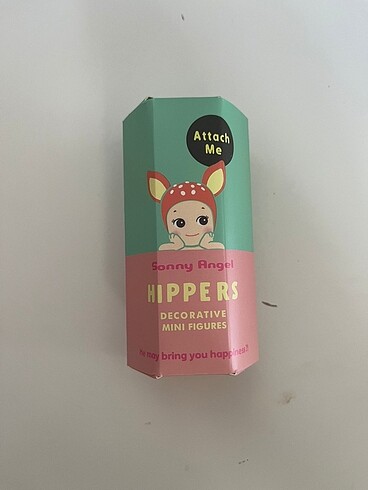 Attach
Me
Sonny Angel
HIPPERS
DECORATIVE
MINI FIGURES
He may bring you happiness?